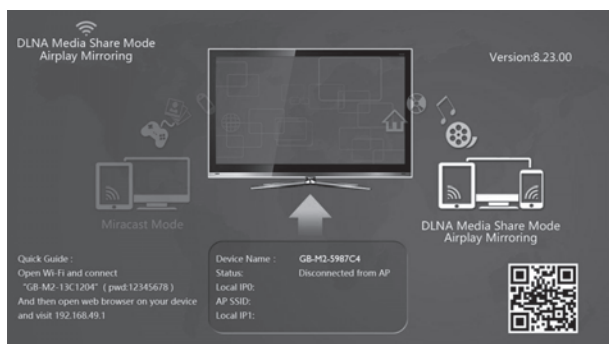 DLNA Media Share Mode
Airplay Mirroring
Version:8.23.00
Miracast Mode
DLNA Media Share Mode
Airplay Mirroring
Quick Guide :
Open Wi-Fi and connect
"GB-M2-13C1204" ( pwd:12345678 )
And then open web browser on your device
and visit 192.168.49.1
Device Name : GB-M2-5987C4
Status: Disconnected from AP
Local IP0:
AP SSID:
Local IP1: